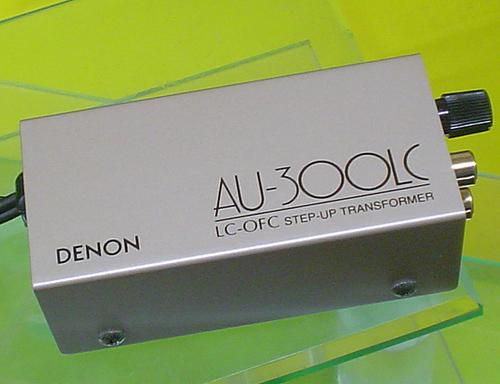 AU-300LC
LC-OFC STEP-UP TRANSFORMER
DENON